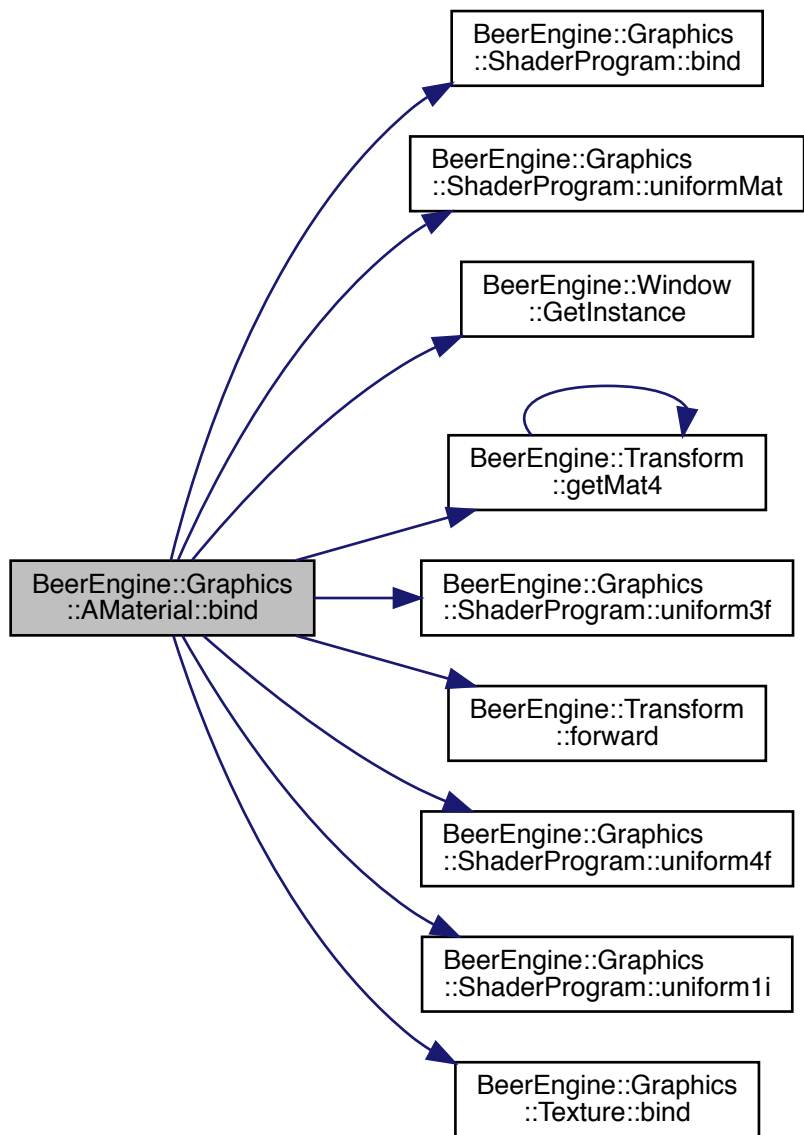 BeerEngine::Graphics
::ShaderProgram::bind
BeerEngine::Graphics
::ShaderProgram::uniformMat
BeerEngine::Window
::GetInstance
BeerEngine::Transform
::getMat4
BeerEngine::Graphics
::AMaterial::bind
BeerEngine::Graphics
::ShaderProgram::uniform3f
BeerEngine::Transform
::forward
BeerEngine::Graphics
::ShaderProgram::uniform4f
BeerEngine::Graphics
::ShaderProgram::uniform1i
BeerEngine::Graphics
::Texture::bind